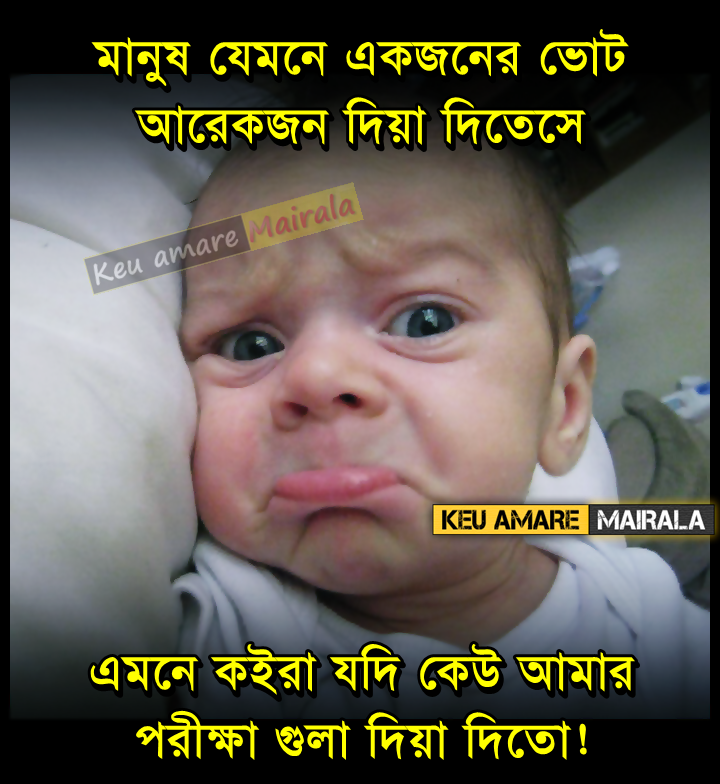 মানুষ যেমনে একজনের ভোট
আরেকজন দিয়া দিতেসে
Keu amare Mairala
KEU AMARE MAIRALA
এমনে কইরা যদি কেউ আমার
পরীক্ষা গুলা দিয়া দিতো!